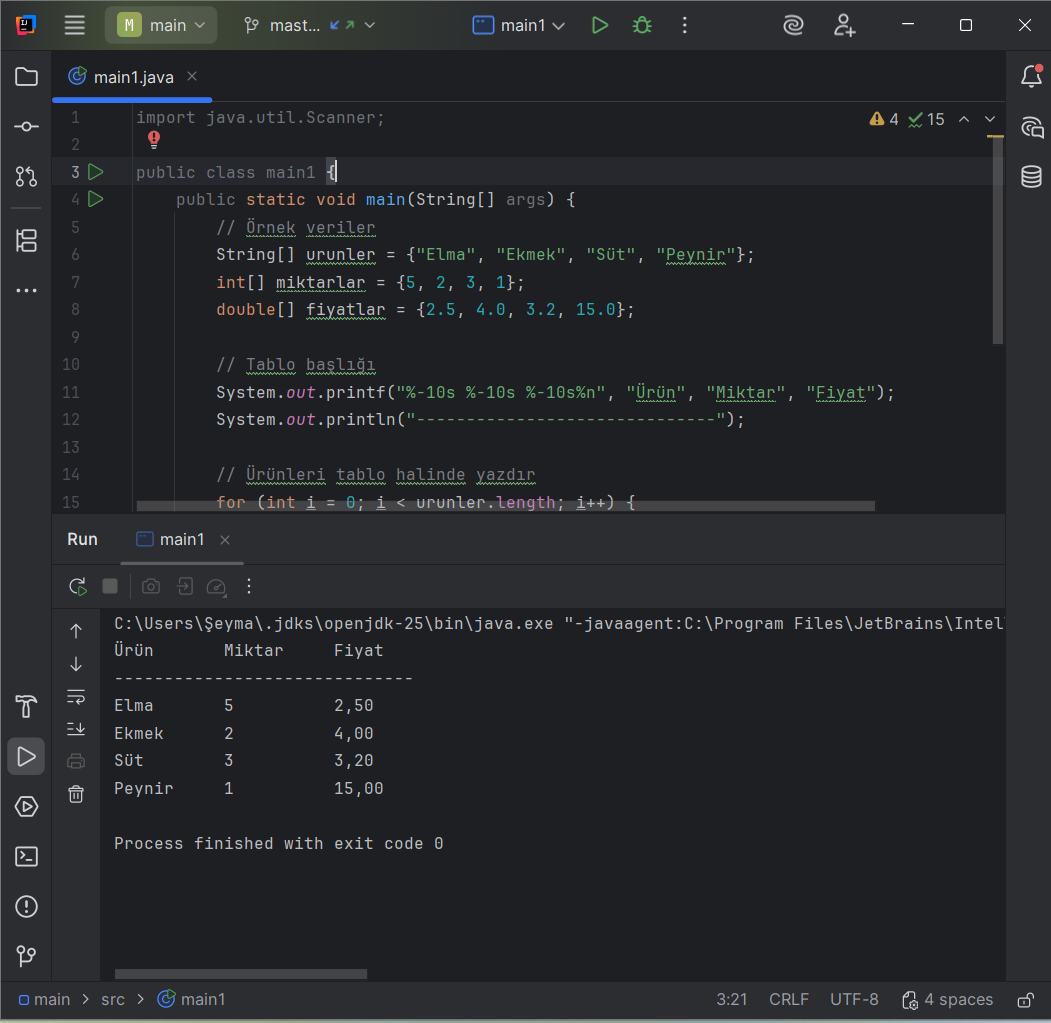 M main mast... main1
main1.java
4 15
1 import java.util.Scanner;
2
3 public class main1 {
4 public static void main(String[] args) {
5 // Örnek veriler
6 String[] urunler = {"Elma", "Ekmek", "Süt", "Peynir"};
7 int[] miktarlar = {5, 2, 3, 1};
8 double[] fiyatlar = {2.5, 4.0, 3.2, 15.0};
9
10 // Tablo başlığı
11 System.out.printf("%-10s %-10s %-10s%n", "Ürün", "Miktar", "Fiyat");
12 System.out.println("------------------------------");
13
14 // Ürünleri tablo halinde yazdır
15 for (int i = 0; i < urunler.length; i++) {
Run main1
C:\Users\Şeyma\.jdks\openjdk-25\bin\java.exe "-javaagent:C:\Program Files\JetBrains\Intel
Ürün Miktar Fiyat
------------------------------
Elma 5 2,50
Ekmek 2 4,00
Süt 3 3,20
Peynir 1 15,00
Process finished with exit code 0
main > src > main1 3:21 CRLF UTF-8 4 spaces